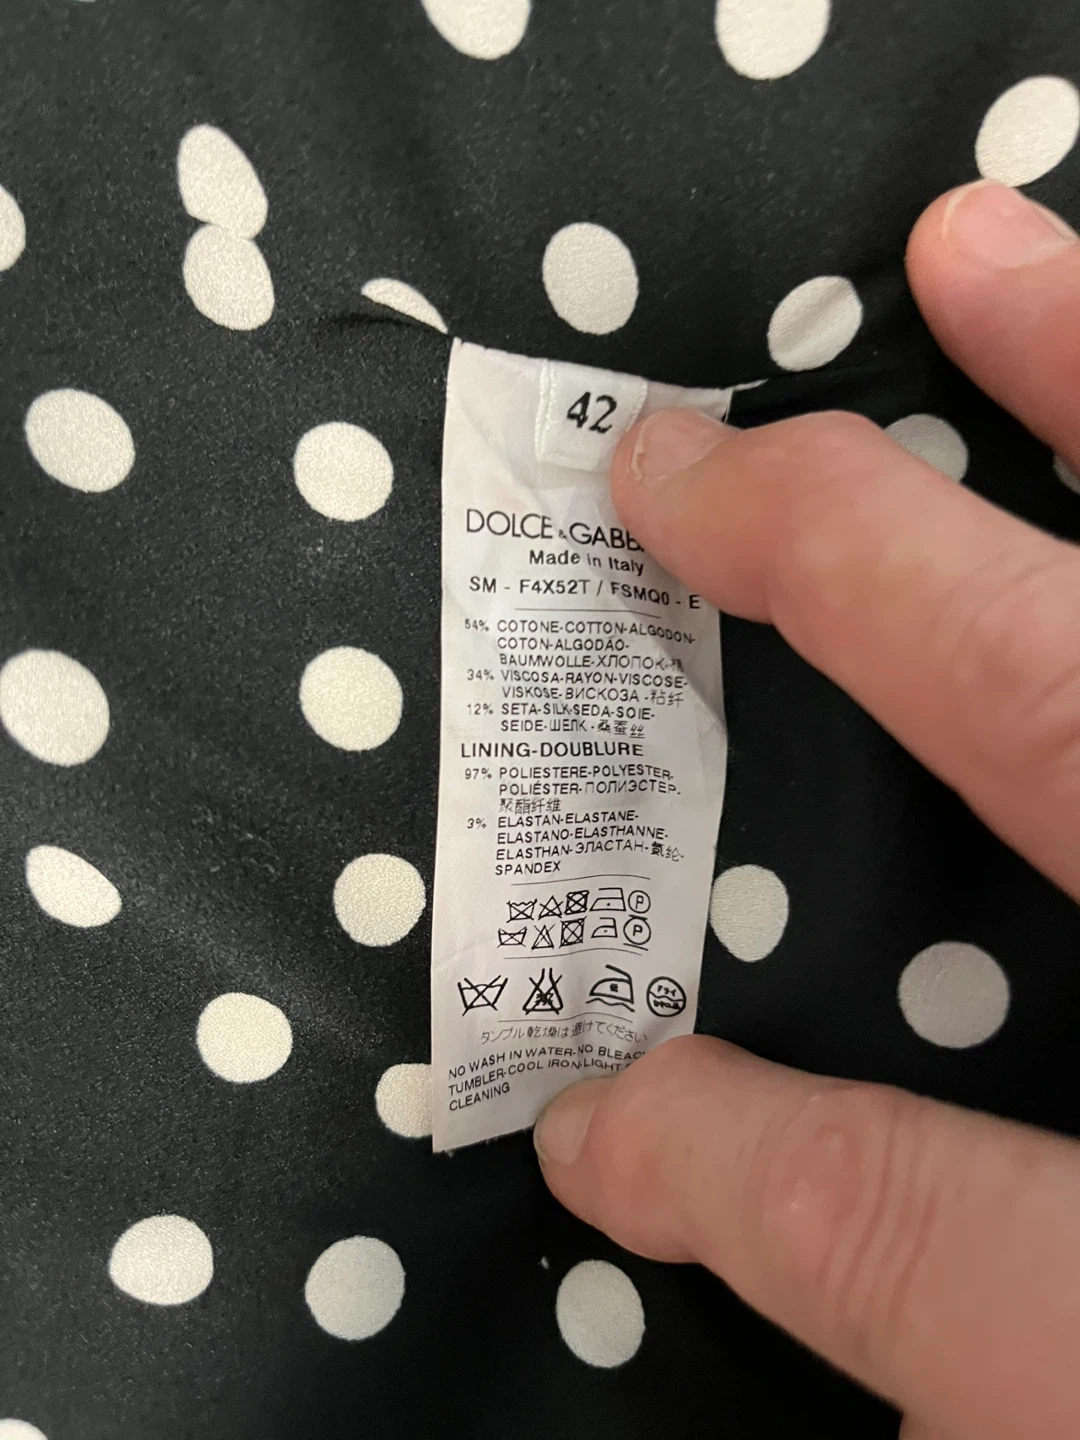 42
DOLCE & GABB
Made in Italy
SM - F4X52T / FSMQ0 - E
54% COTONE-COTTON-ALGODON-
COTON-ALGODÃO-
BAUMWOLLE-ХЛОПОК-棉
34% VISCOSA-RAYON-VISCOSE-
VISKOSE-ВИСКОЗА -粘纤
12% SETA-SILK-SEDA-SOIE-
SEIDE-ШЕЛК -桑蚕丝
LINING-DOUBLURE
97% POLIESTERE-POLYESTER-
POLIÉSTER-ПОЛИЭСТЕР-
聚酯纤维
3% ELASTAN-ELASTANE-
ELASTANO-ELASTHANNE-
ELASTHAN-ЭЛАСТАН-氨纶-
SPANDEX
P
P
ドライ
タンブル乾燥は避けてください
NO WASH IN WATER-NO BLEAC
TUMBLER-COOL IRON-LIGHT
CLEANING